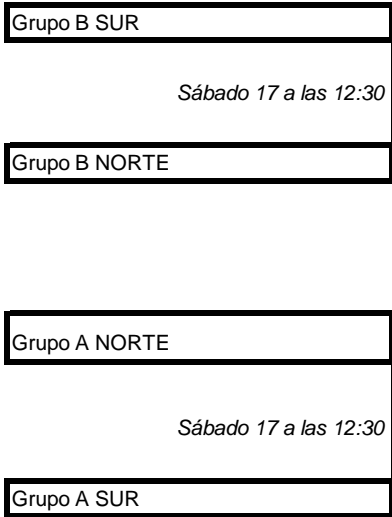 Grupo B SUR
Sábado 17 a las 12:30
Grupo B NORTE
Grupo A NORTE
Sábado 17 a las 12:30
Grupo A SUR